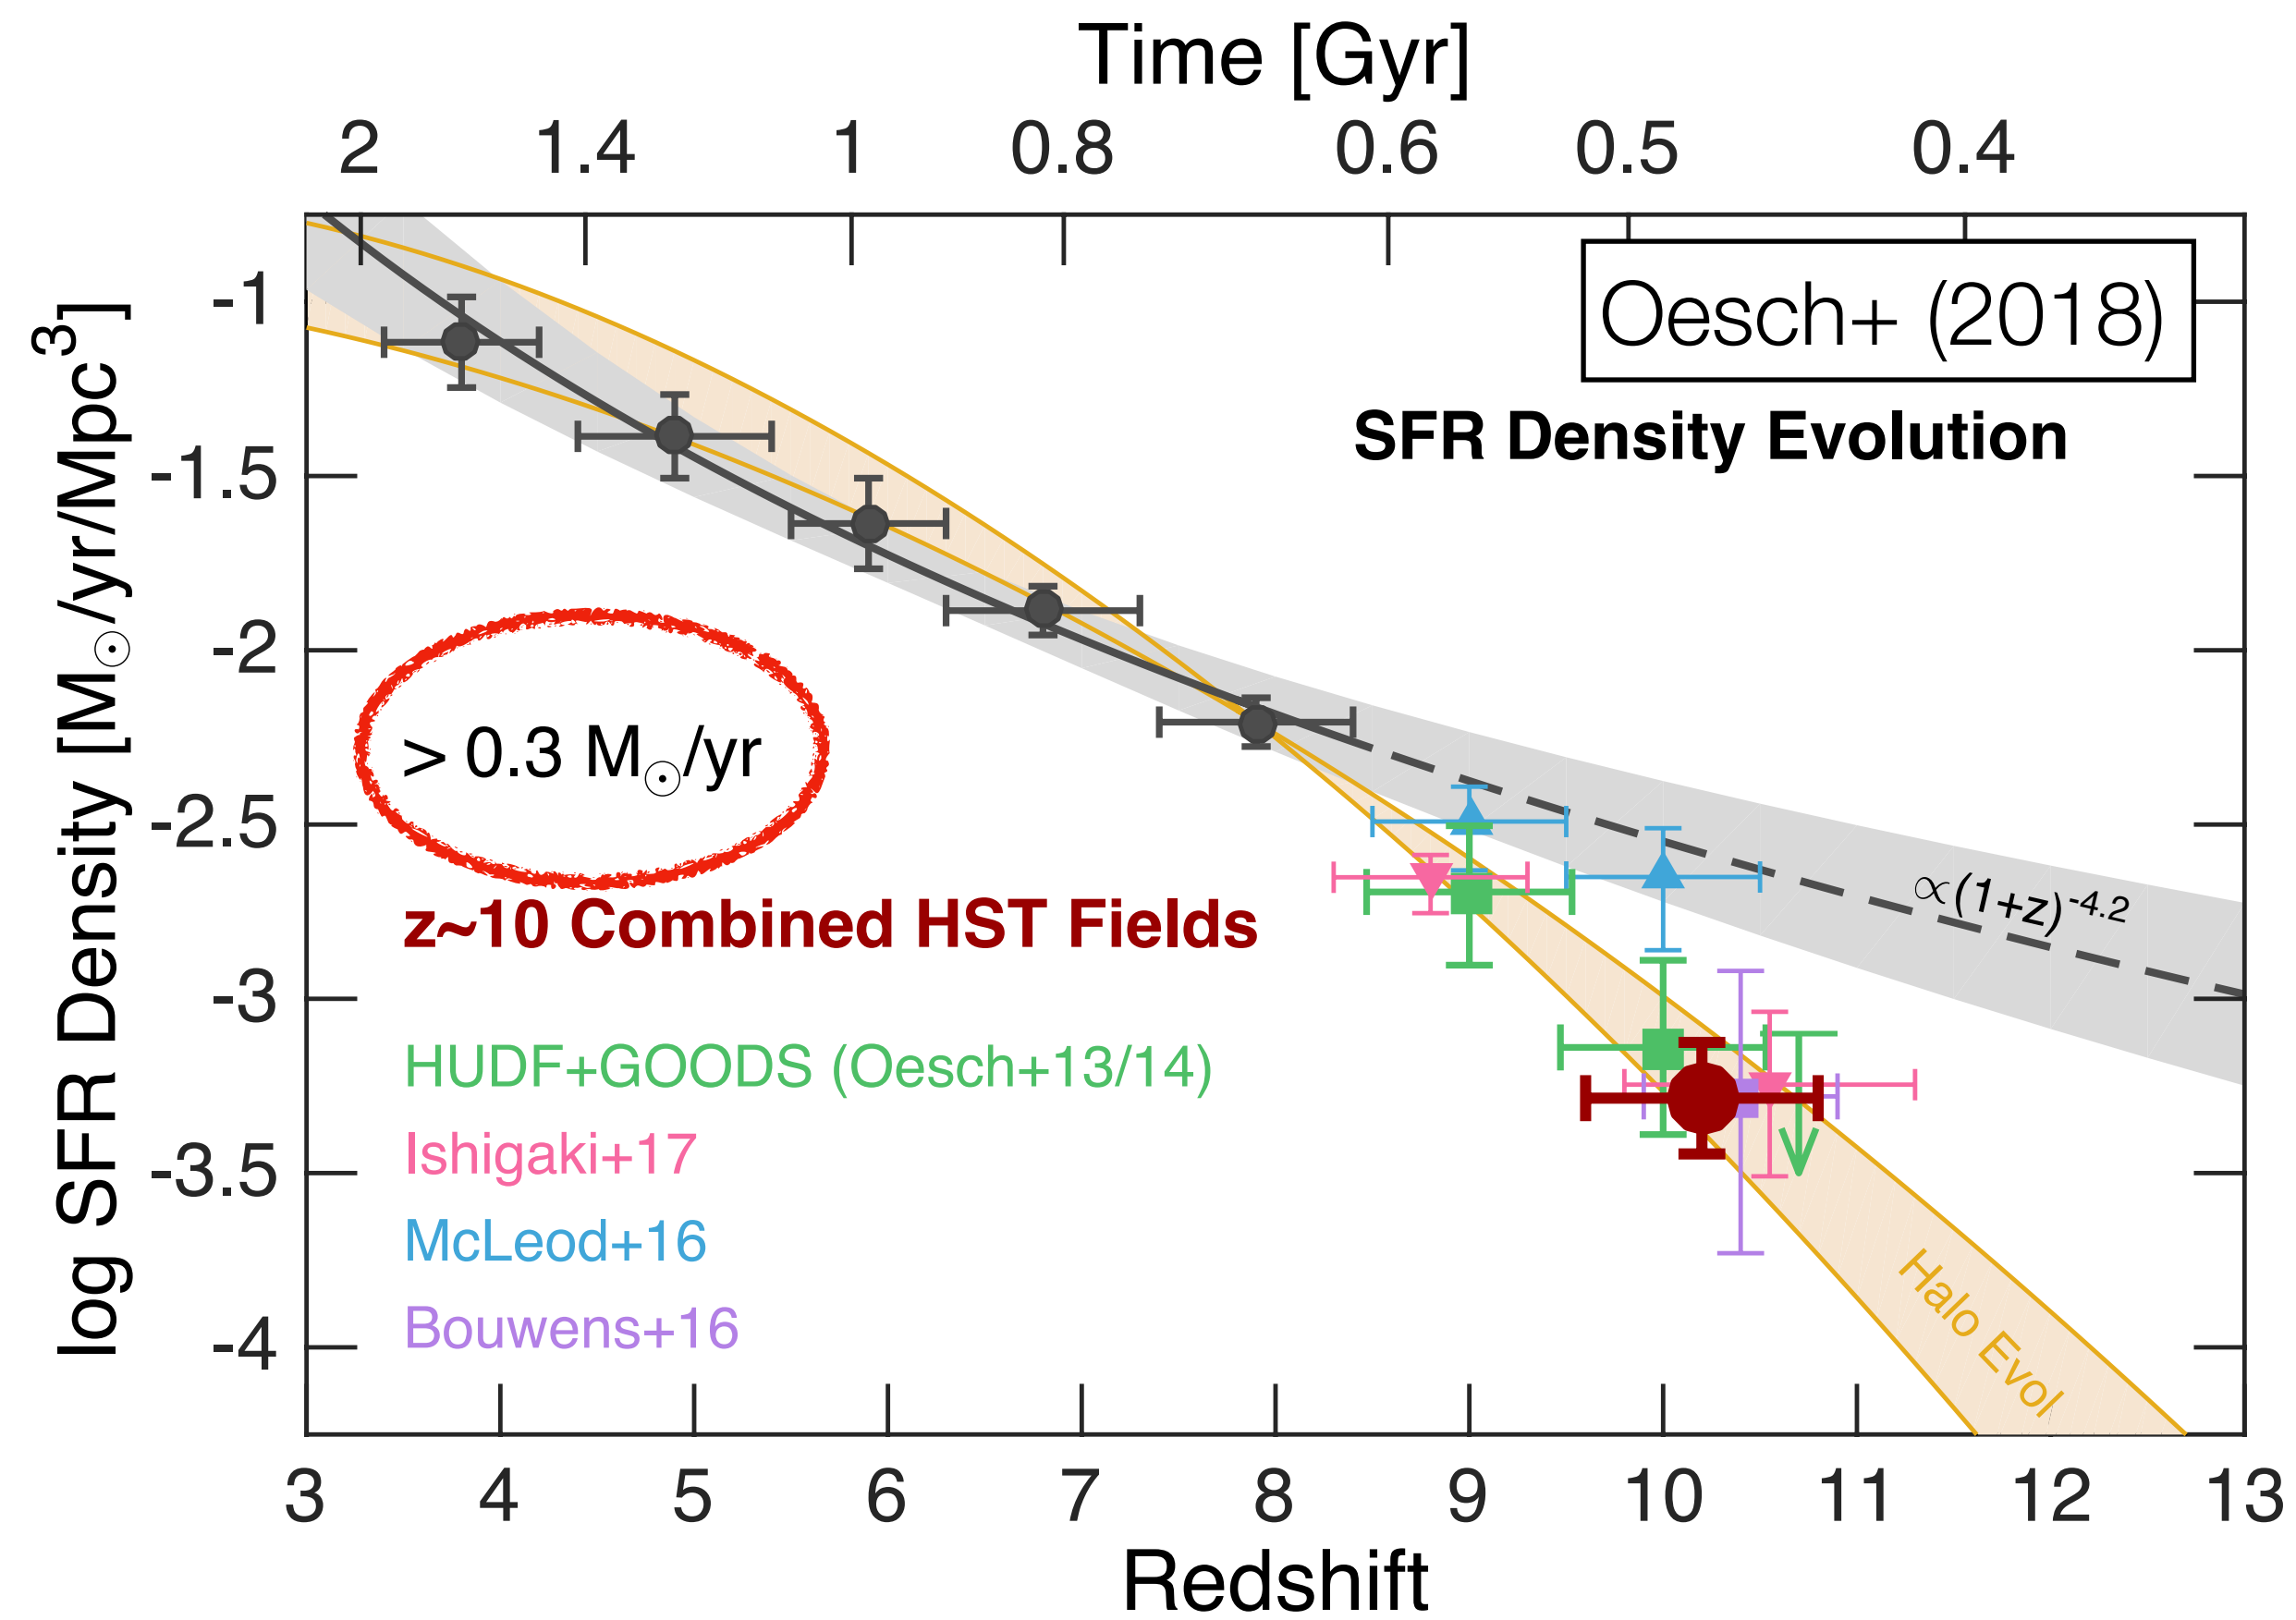 Time [Gyr]
2 1.4 1 0.8 0.6 0.5 0.4
Oesch+ (2018)
SFR Density Evolution
log SFR Density [M☉/yr/Mpc³]
-1
-1.5
-2
-2.5
-3
-3.5
-4
> 0.3 M☉/yr
z~10 Combined HST Fields
∝(1+z)^-4.2
HUDF+GOODS (Oesch+13/14)
Ishigaki+17
McLeod+16
Bouwens+16
Halo Evol
3 4 5 6 7 8 9 10 11 12 13
Redshift